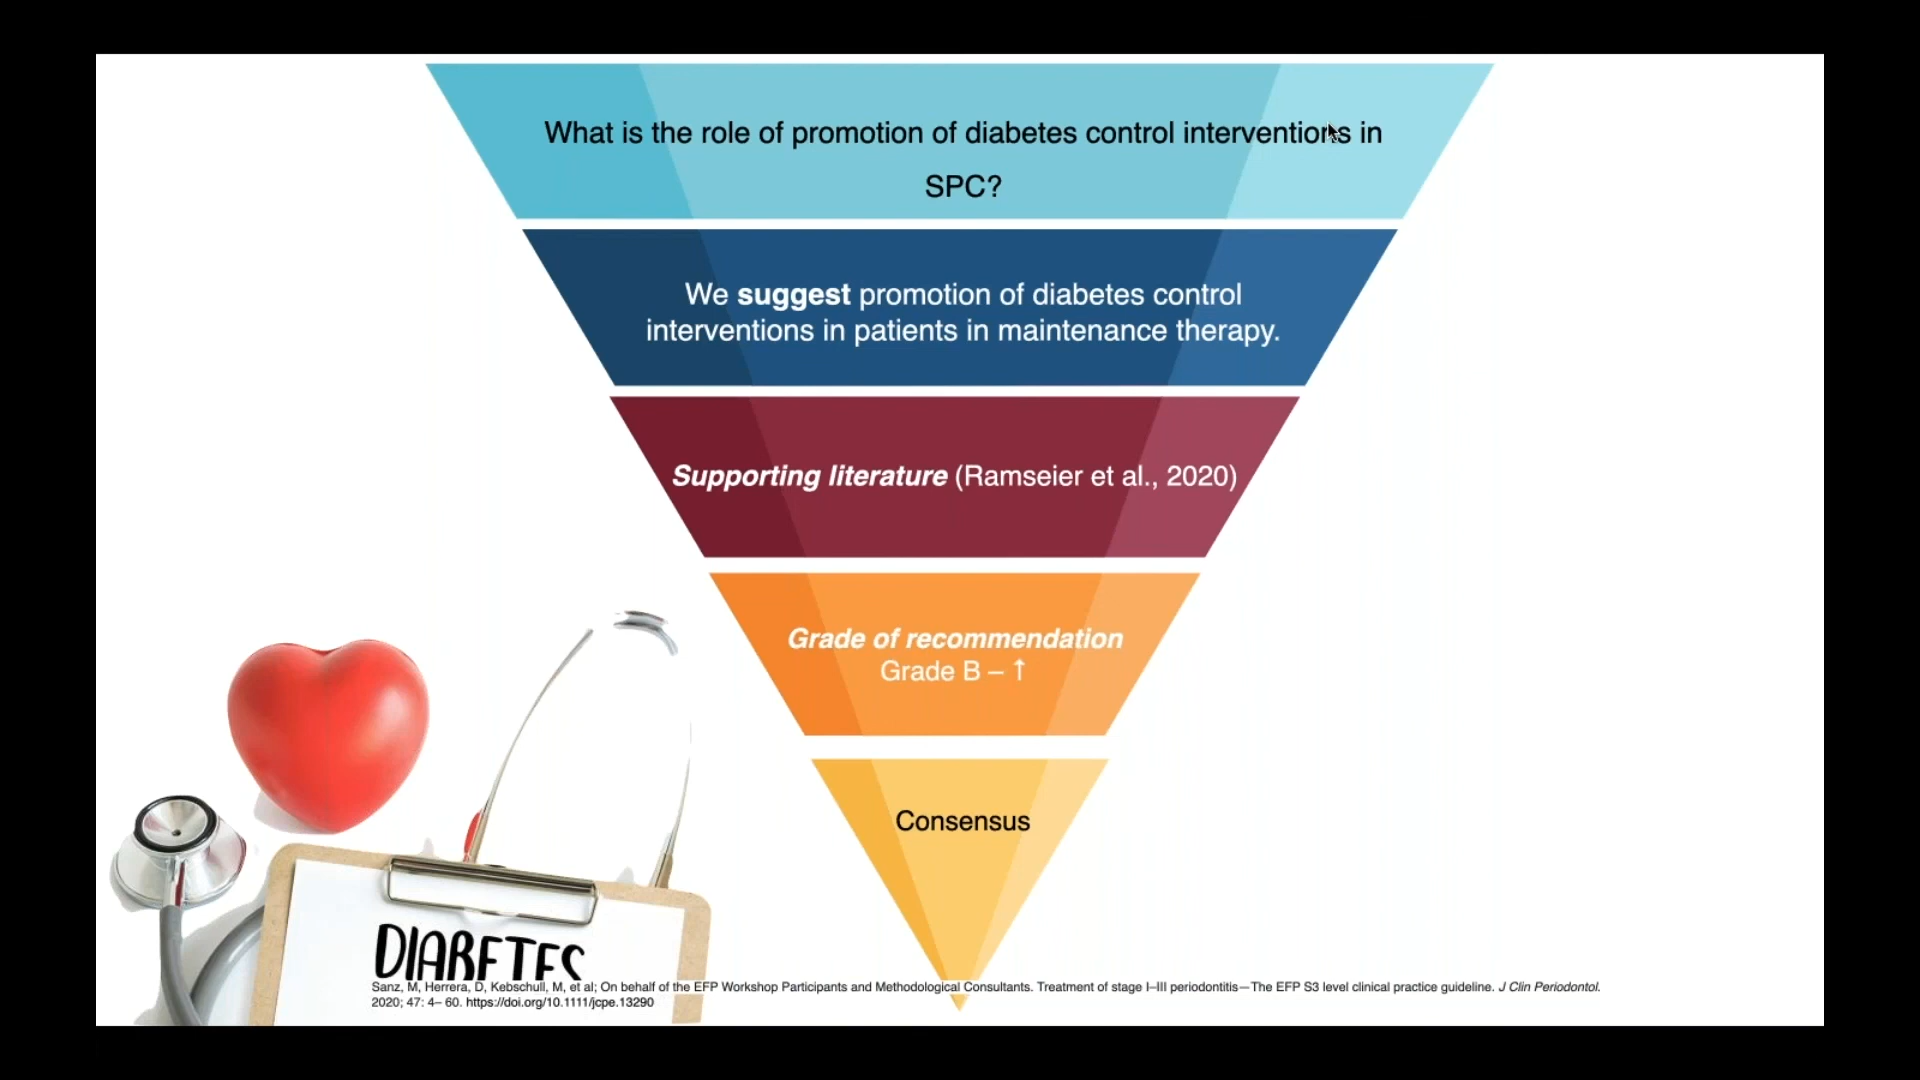 What is the role of promotion of diabetes control interventions in
SPC?
We suggest promotion of diabetes control
interventions in patients in maintenance therapy.
Supporting literature (Ramseier et al., 2020)
Grade of recommendation
Grade B – ↑
Consensus
DIABETES
Sanz, M, Herrera, D, Kebschull, M, et al; On behalf of the EFP Workshop Participants and Methodological Consultants. Treatment of stage I–III periodontitis—The EFP S3 level clinical practice guideline. J Clin Periodontol.
2020; 47: 4– 60. https://doi.org/10.1111/jcpe.13290